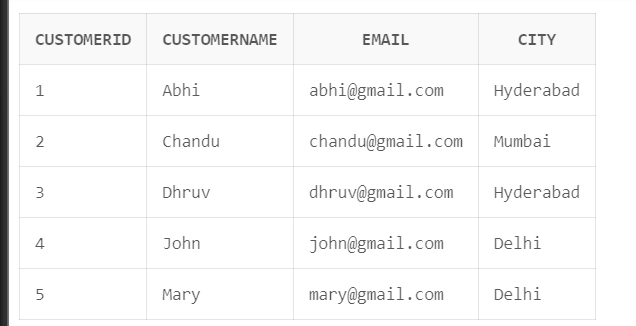 CUSTOMERID CUSTOMERNAME EMAIL CITY
1 Abhi abhi@gmail.com Hyderabad
2 Chandu chandu@gmail.com Mumbai
3 Dhruv dhruv@gmail.com Hyderabad
4 John john@gmail.com Delhi
5 Mary mary@gmail.com Delhi